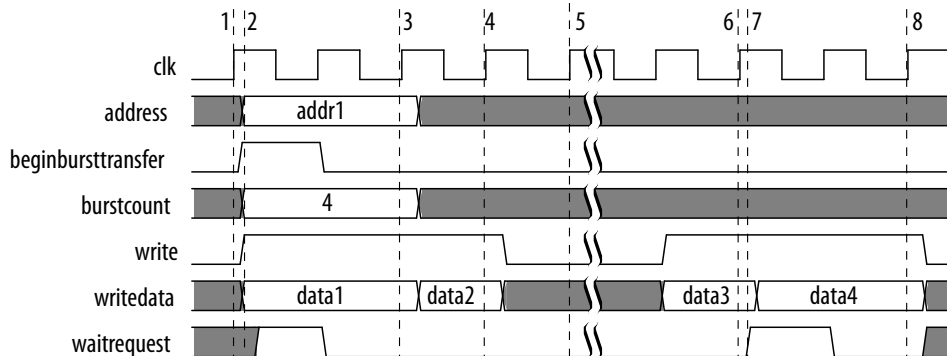 1 2 3 4 5 6 7 8
clk
address addr1
beginbursttransfer
burstcount 4
write
writedata data1 data2 data3 data4
waitrequest